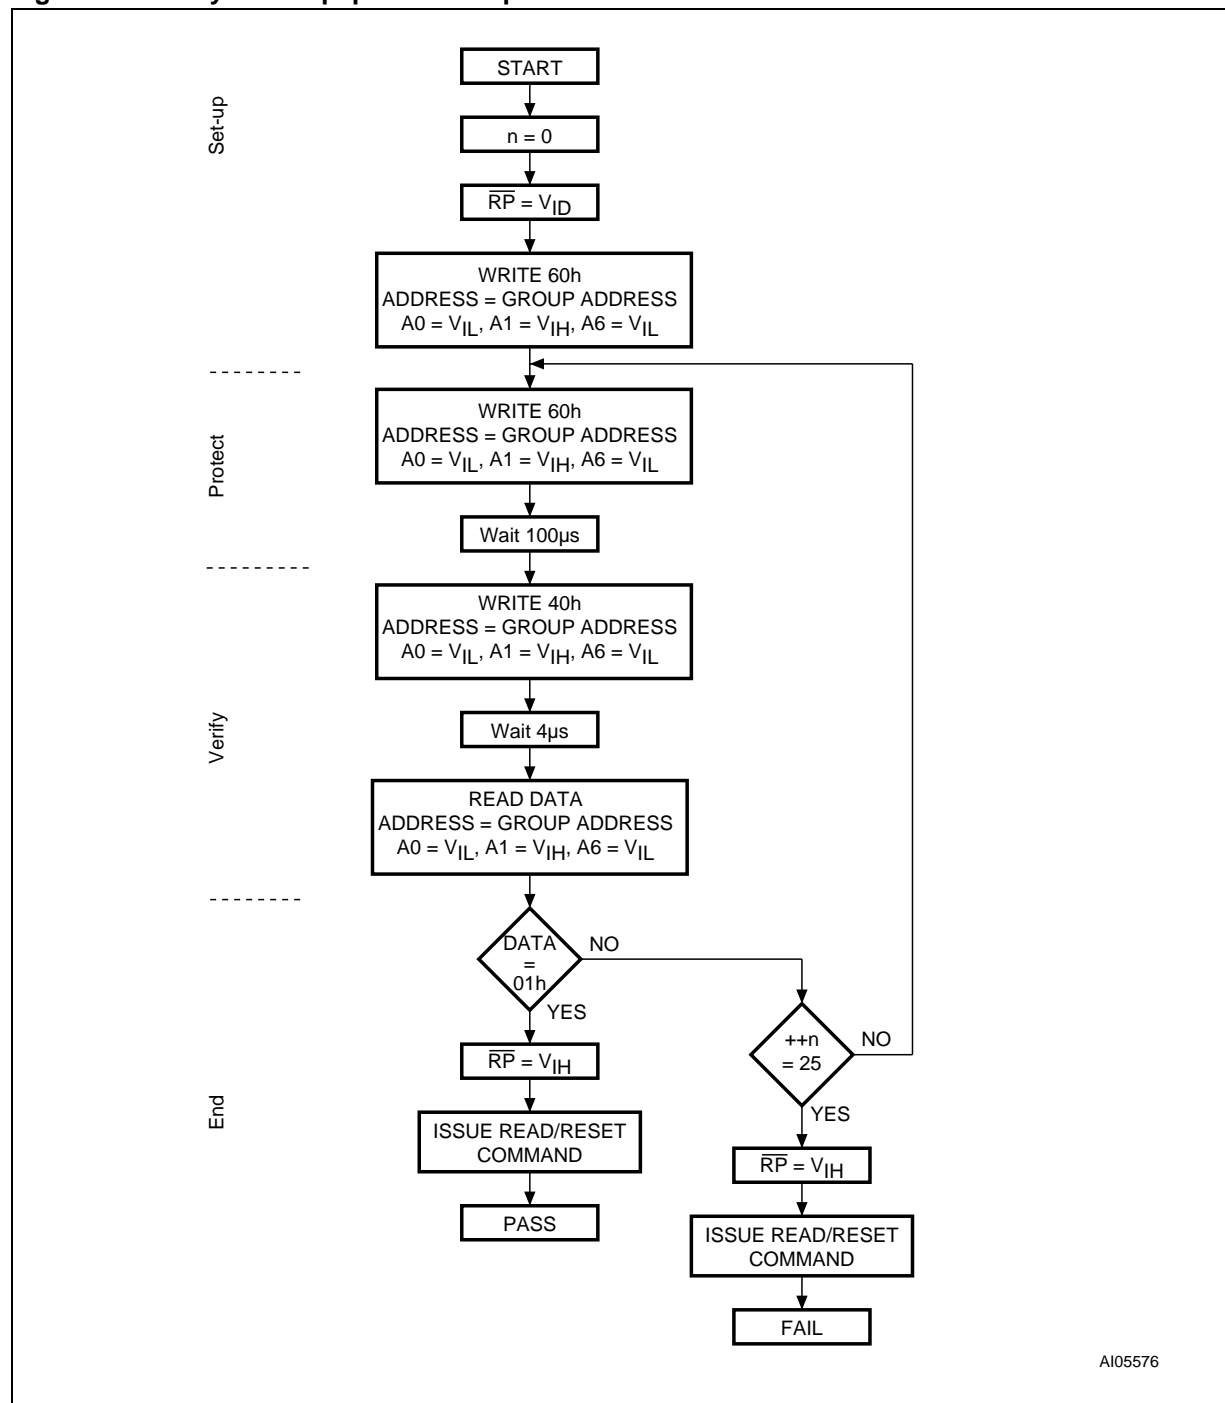 Set-up
START
n = 0
RP = VID
WRITE 60h
ADDRESS = GROUP ADDRESS
A0 = VIL, A1 = VIH, A6 = VIL
Protect
WRITE 60h
ADDRESS = GROUP ADDRESS
A0 = VIL, A1 = VIH, A6 = VIL
Wait 100µs
Verify
WRITE 40h
ADDRESS = GROUP ADDRESS
A0 = VIL, A1 = VIH, A6 = VIL
Wait 4µs
READ DATA
ADDRESS = GROUP ADDRESS
A0 = VIL, A1 = VIH, A6 = VIL
End
DATA
=
01h
NO
YES
++n
= 25
NO
YES
RP = VIH
ISSUE READ/RESET
COMMAND
PASS
RP = VIH
ISSUE READ/RESET
COMMAND
FAIL
AI05576